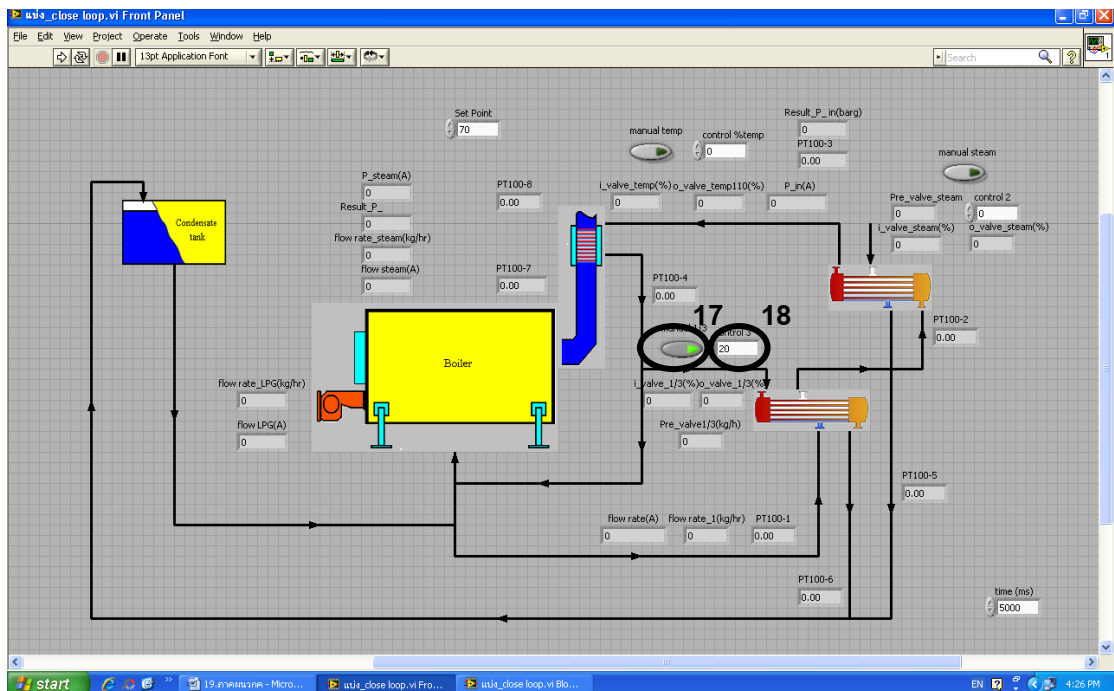 แบ่ง_close loop.vi Front Panel
File Edit View Project Operate Tools Window Help
13pt Application Font
Search
1
Set Point
70
manual temp
control %temp
0
Result_P_in(barg)
0
PT100-3
0.00
manual steam
P_steam(A)
0
Result_P_
0
flow rate_steam(kg/hr)
0
flow steam(A)
0
PT100-8
0.00
PT100-7
0.00
i_valve_temp(%)
0
o_valve_temp110(%)
0
P_in(A)
0
Pre_valve_steam
0
control 2
0
i_valve_steam(%)
0
o_valve_steam(%)
0
Condensate
tank
PT100-4
0.00
17
18
20
PT100-2
0.00
Boiler
flow rate_LPG(kg/hr)
0
flow LPG(A)
0
i_valve_1/3(%)
0
o_valve_1/3(%)
0
Pre_valve1/3(kg/h)
0
PT100-5
0.00
flow rate(A)
0
flow rate_1(kg/hr)
0
PT100-1
0.00
PT100-6
0.00
time (ms)
5000
start
19.ภาคผนวกค - Micro...
แบ่ง_close loop.vi Fro...
แบ่ง_close loop.vi Blo...
EN
4:26 PM